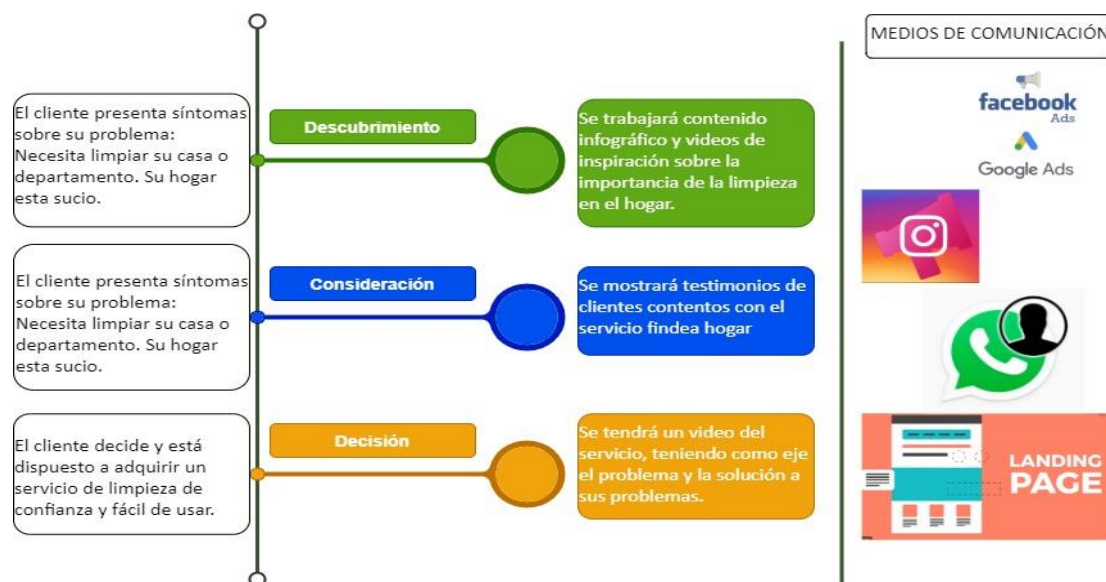 MEDIOS DE COMUNICACIÓN
El cliente presenta síntomas
sobre su problema:
Necesita limpiar su casa o
departamento. Su hogar
esta sucio.
Descubrimiento
Se trabajará contenido
infográfico y videos de
inspiración sobre la
importancia de la limpieza
en el hogar.
facebook
Ads
Google Ads
El cliente presenta síntomas
sobre su problema:
Necesita limpiar su casa o
departamento. Su hogar
esta sucio.
Consideración
Se mostrará testimonios de
clientes contentos con el
servicio findea hogar
El cliente decide y está
dispuesto a adquirir un
servicio de limpieza de
confianza y fácil de usar.
Decisión
Se tendrá un video del
servicio, teniendo como eje
el problema y la solución a
sus problemas.
LANDING
PAGE